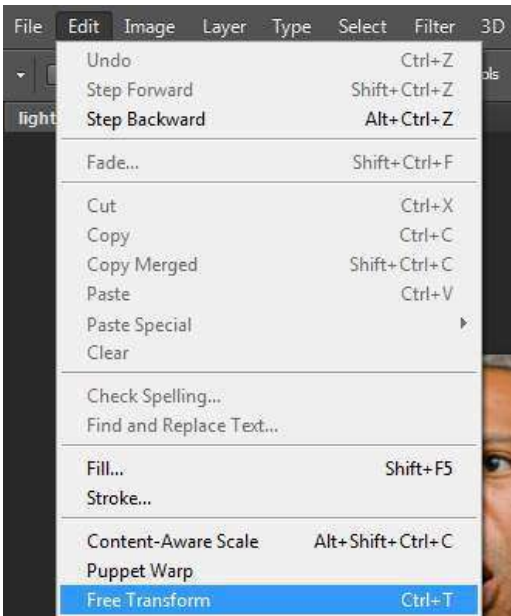 File Edit Image Layer Type Select Filter 3D
ols
light
Undo Ctrl+Z
Step Forward Shift+Ctrl+Z
Step Backward Alt+Ctrl+Z
Fade... Shift+Ctrl+F
Cut Ctrl+X
Copy Ctrl+C
Copy Merged Shift+Ctrl+C
Paste Ctrl+V
Paste Special
Clear
Check Spelling...
Find and Replace Text...
Fill... Shift+F5
Stroke...
Content-Aware Scale Alt+Shift+Ctrl+C
Puppet Warp
Free Transform Ctrl+T